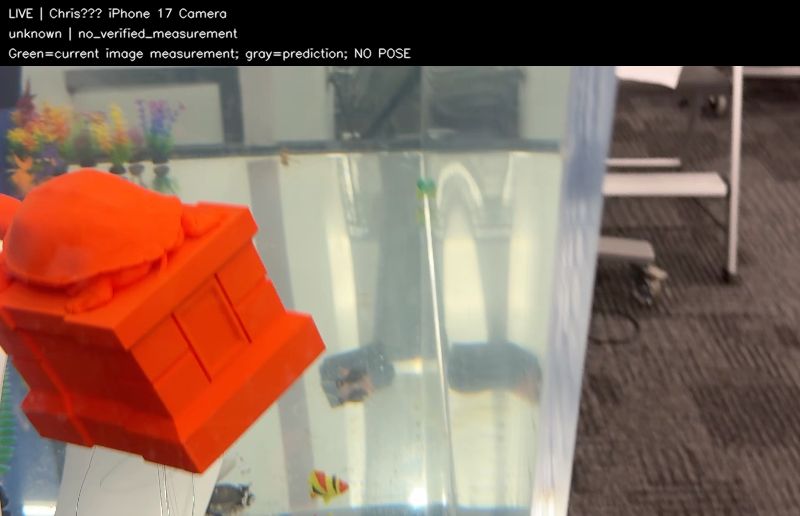 LIVE | Chris??? iPhone 17 Camera
unknown | no_verified_measurement
Green=current image measurement; gray=prediction; NO POSE